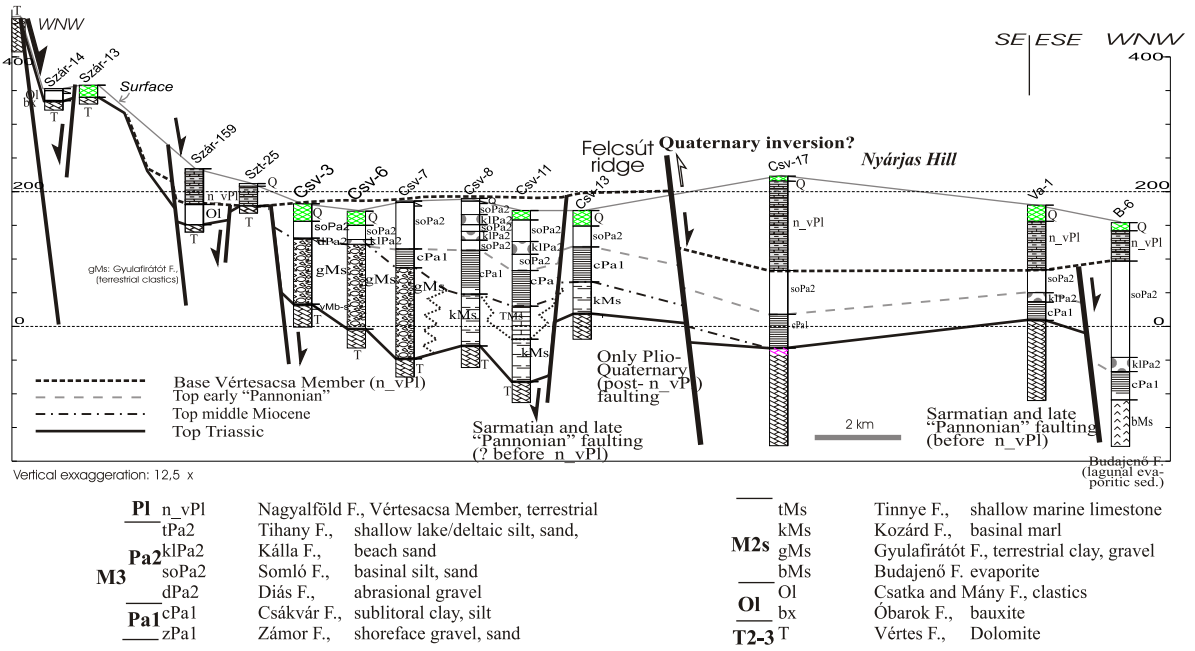 T
WNW
SE ESE WNW
400
400
Szár-14
Szár-13
Surface
Ol
bx
T
T
Szár-159
Szt-25
Csv-3
Csv-6
Csv-7
Csv-8
Csv-11
Csv-13
Felcsút
ridge
Quaternary inversion?
Csv-17
Nyárjas Hill
Va-1
B-6
200
200
n_vPl
Ol
T
Q
T
Q
soPa2
dPa2
gMs
vMb-s
T
Q
soPa2
klPa2
gMs
T
soPa2
cPa1
gMs
T
Q
soPa2
klPa2
soPa2
klPa2
soPa2
cPa1
kMs
T
soPa2
klPa2
soPa2
cPa
TMs
kMs
T
Q
soPa2
cPa1
kMs
T
Q
n_vPl
soPa2
cPa1
Q
n_vPl
soPa2
klPa2
cPa1
T
Q
n_vPl
soPa2
klPa2
cPa1
bMs
gMs: Gyulafirátót F.,
(terrestrial clastics)
0
0
Only Plio-
Quaternary
(post- n_vPl)
faulting
Base Vértesacsa Member (n_vPl)
Top early "Pannonian"
Top middle Miocene
Top Triassic
Sarmatian and late
"Pannonian" faulting
(? before n_vPl)
2 km
Sarmatian and late
"Pannonian" faulting
(before n_vPl)
Budajenő F.
(lagunal eva-
poritic sed.)
Vertical exxaggeration: 12,5 x
Pl n_vPl Nagyalföld F., Vértesacsa Member, terrestrial
tPa2 Tihany F., shallow lake/deltaic silt, sand,
Pa2 klPa2 Kálla F., beach sand
M3 soPa2 Somló F., basinal silt, sand
dPa2 Diás F., abrasional gravel
Pa1 cPa1 Csákvár F., sublitoral clay, silt
zPa1 Zámor F., shoreface gravel, sand
tMs Tinnye F., shallow marine limestone
kMs Kozárd F., basinal marl
M2s gMs Gyulafirátót F., terrestrial clay, gravel
bMs Budajenő F. evaporite
Ol Ol Csatka and Mány F., clastics
bx Óbarok F., bauxite
T2-3 T Vértes F., Dolomite